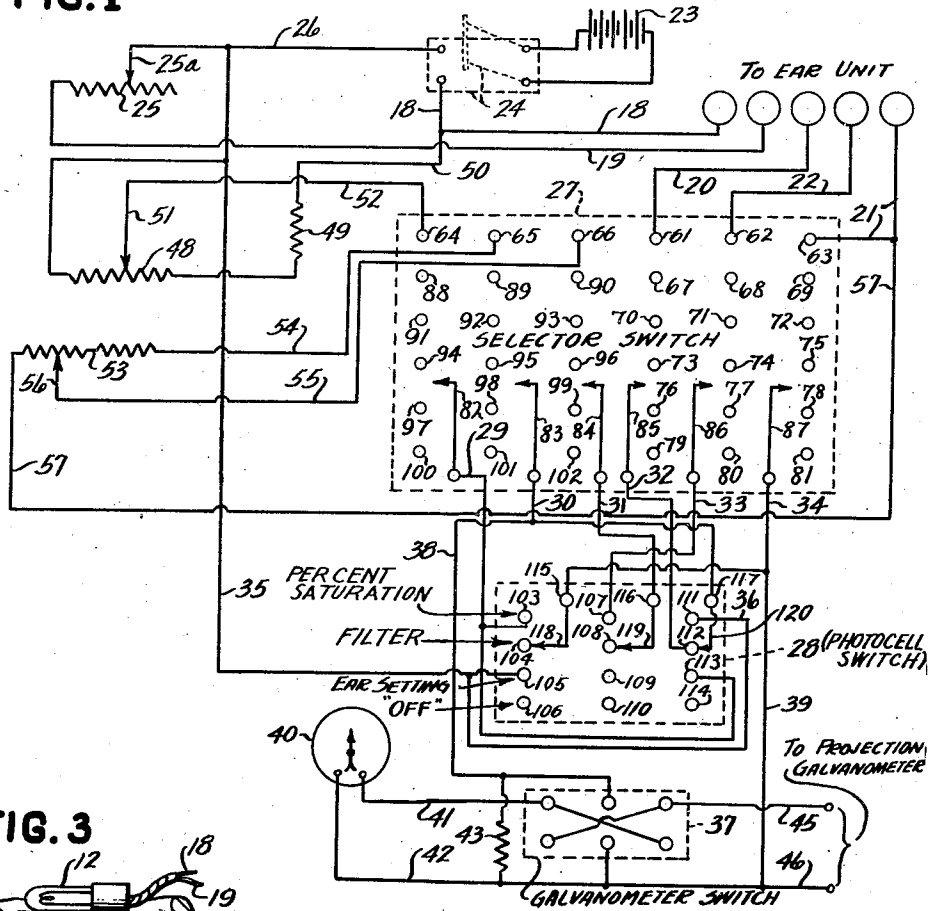 FIG. 1
26
23
25a
25
24
TO EAR UNIT
18
18
19
50
20
22
52
27
21
51
49
64 65 66 61 62 63
48
88 89 90 67 68 69
57
91 92 93 70 71 72
SELECTOR SWITCH
54
94 95 96 73 74 75
56 53 55
82 98 99 76 77 78
97 83 84 85 86 87
29
100 101 102 79 80 81
57
32
30 31 33 34
38
35
PER CENT
SATURATION
115 107 116 111 117
103
36
FILTER
118 108 119 112 120
104
113
28 (PHOTOCELL
SWITCH)
EAR SETTING
105 109 114
"OFF"
106 110
39
40
TO PROJECTION
GALVANOMETER
41
37
45
43
42
46
GALVANOMETER SWITCH
FIG. 3
12
18
19